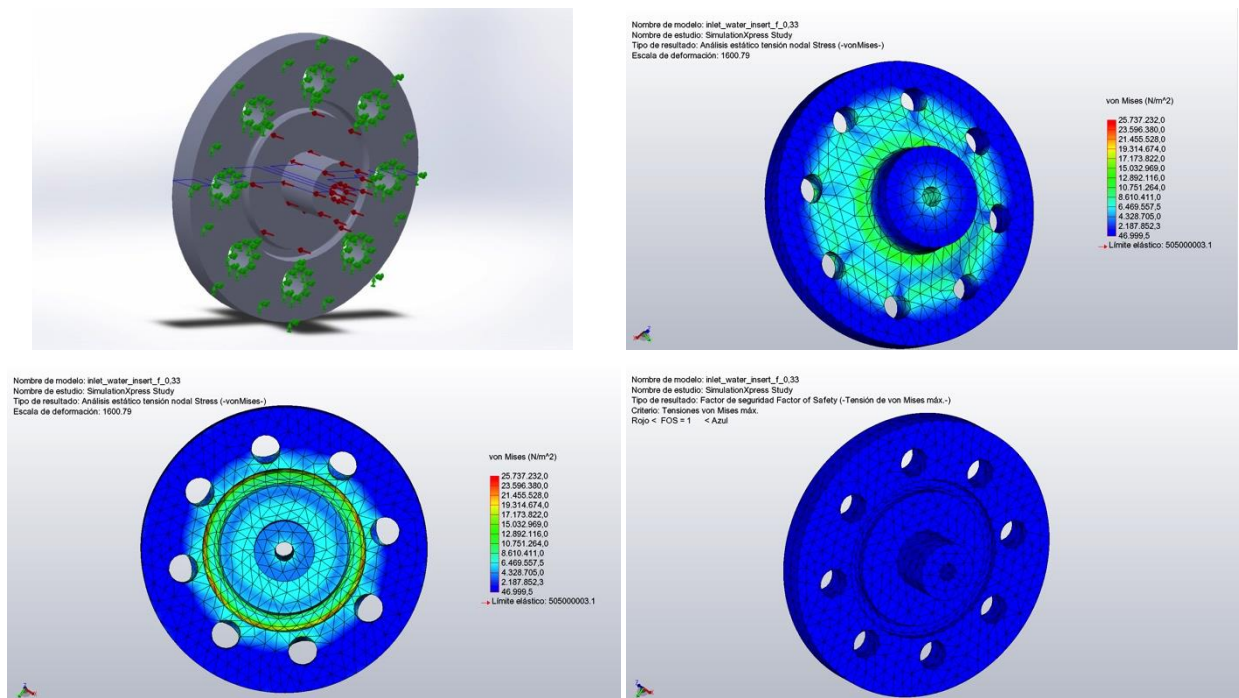 Nombre de modelo: inlet_water_insert_f_0,33
Nombre de estudio: SimulationXpress Study
Tipo de resultado: Análisis estático tensión nodal Stress (-vonMises-)
Escala de deformación: 1600.79
von Mises (N/m^2)
25.737.232,0
23.596.380,0
21.455.528,0
19.314.674,0
17.173.822,0
15.032.969,0
12.892.116,0
10.751.264,0
8.610.411,0
6.469.557,5
4.328.705,0
2.187.852,3
46.999,5
Límite elástico: 505000003.1
Nombre de modelo: inlet_water_insert_f_0,33
Nombre de estudio: SimulationXpress Study
Tipo de resultado: Análisis estático tensión nodal Stress (-vonMises-)
Escala de deformación: 1600.79
von Mises (N/m^2)
25.737.232,0
23.596.380,0
21.455.528,0
19.314.674,0
17.173.822,0
15.032.969,0
12.892.116,0
10.751.264,0
8.610.411,0
6.469.557,5
4.328.705,0
2.187.852,3
46.999,5
Límite elástico: 505000003.1
Nombre de modelo: inlet_water_insert_f_0,33
Nombre de estudio: SimulationXpress Study
Tipo de resultado: Factor de seguridad Factor of Safety (-Tensión de von Mises máx.-)
Criterio: Tensiones von Mises máx.
Rojo < FOS = 1 < Azul